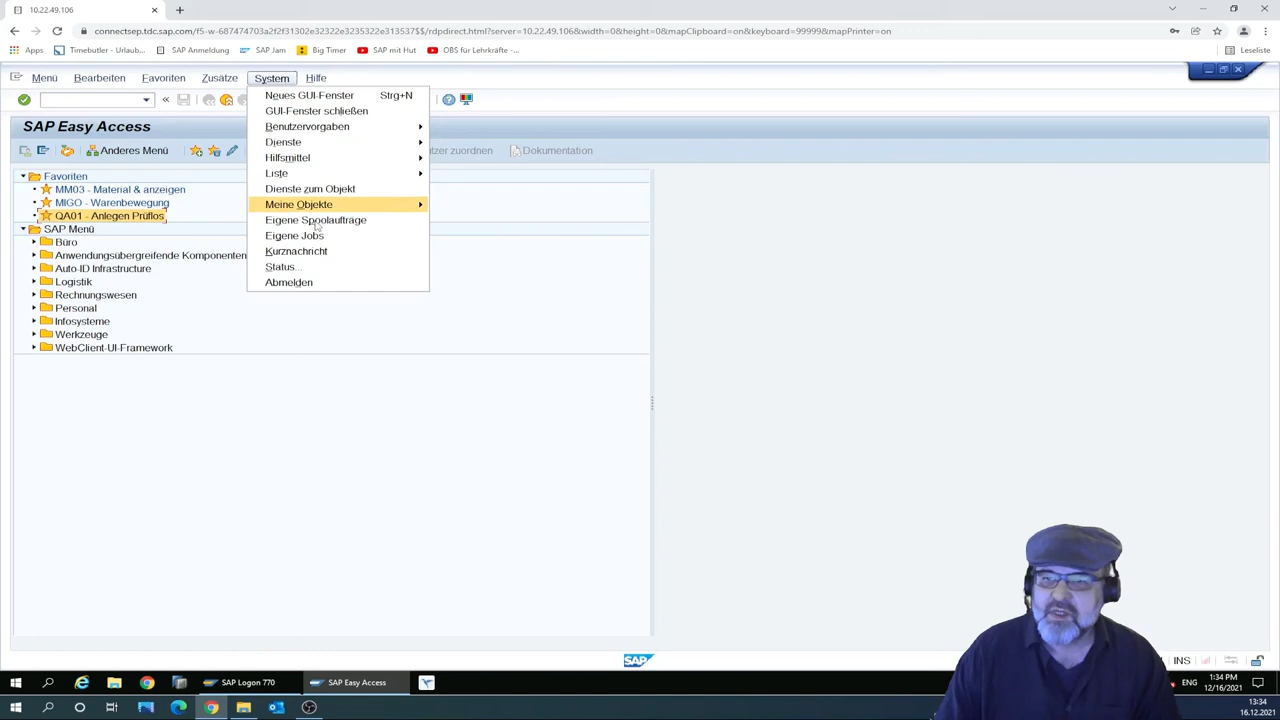 10.22.49.106
connectsep.tdc.sap.com/f5-w-687474703a2f2f31302e32322e3235322e3235313537$$/rdpdirect.html?server=10.22.49.106&width=0&height=0&mapClipboard=on&keyboard=99999&mapPrinter=on
Apps Timebutler - Urlaub... SAP Anmeldung SAP Jam Big Timer SAP mit Hut OBS für Lehrkräfte -... Leseliste
Menü Bearbeiten Favoriten Zusätze System Hilfe
Neues GUI-Fenster Strg+N
GUI-Fenster schließen
Benutzervorgaben
Dienste
Hilfsmittel
Liste
Dienste zum Objekt
Meine Objekte
Eigene Spoolaufträge
Eigene Jobs
Kurznachricht
Status...
Abmelden
SAP Easy Access
Anderes Menü
tzer zuordnen Dokumentation
Favoriten
MM03 - Material & anzeigen
MIGO - Warenbewegung
QA01 - Anlegen Prüflos
SAP Menü
Büro
Anwendungsübergreifende Komponenten
Auto-ID Infrastructure
Logistik
Rechnungswesen
Personal
Infosysteme
Werkzeuge
WebClient-UI-Framework
SAP
INS
SAP Logon 770 SAP Easy Access
1:34 PM
12/16/2021
13:34
16.12.2021